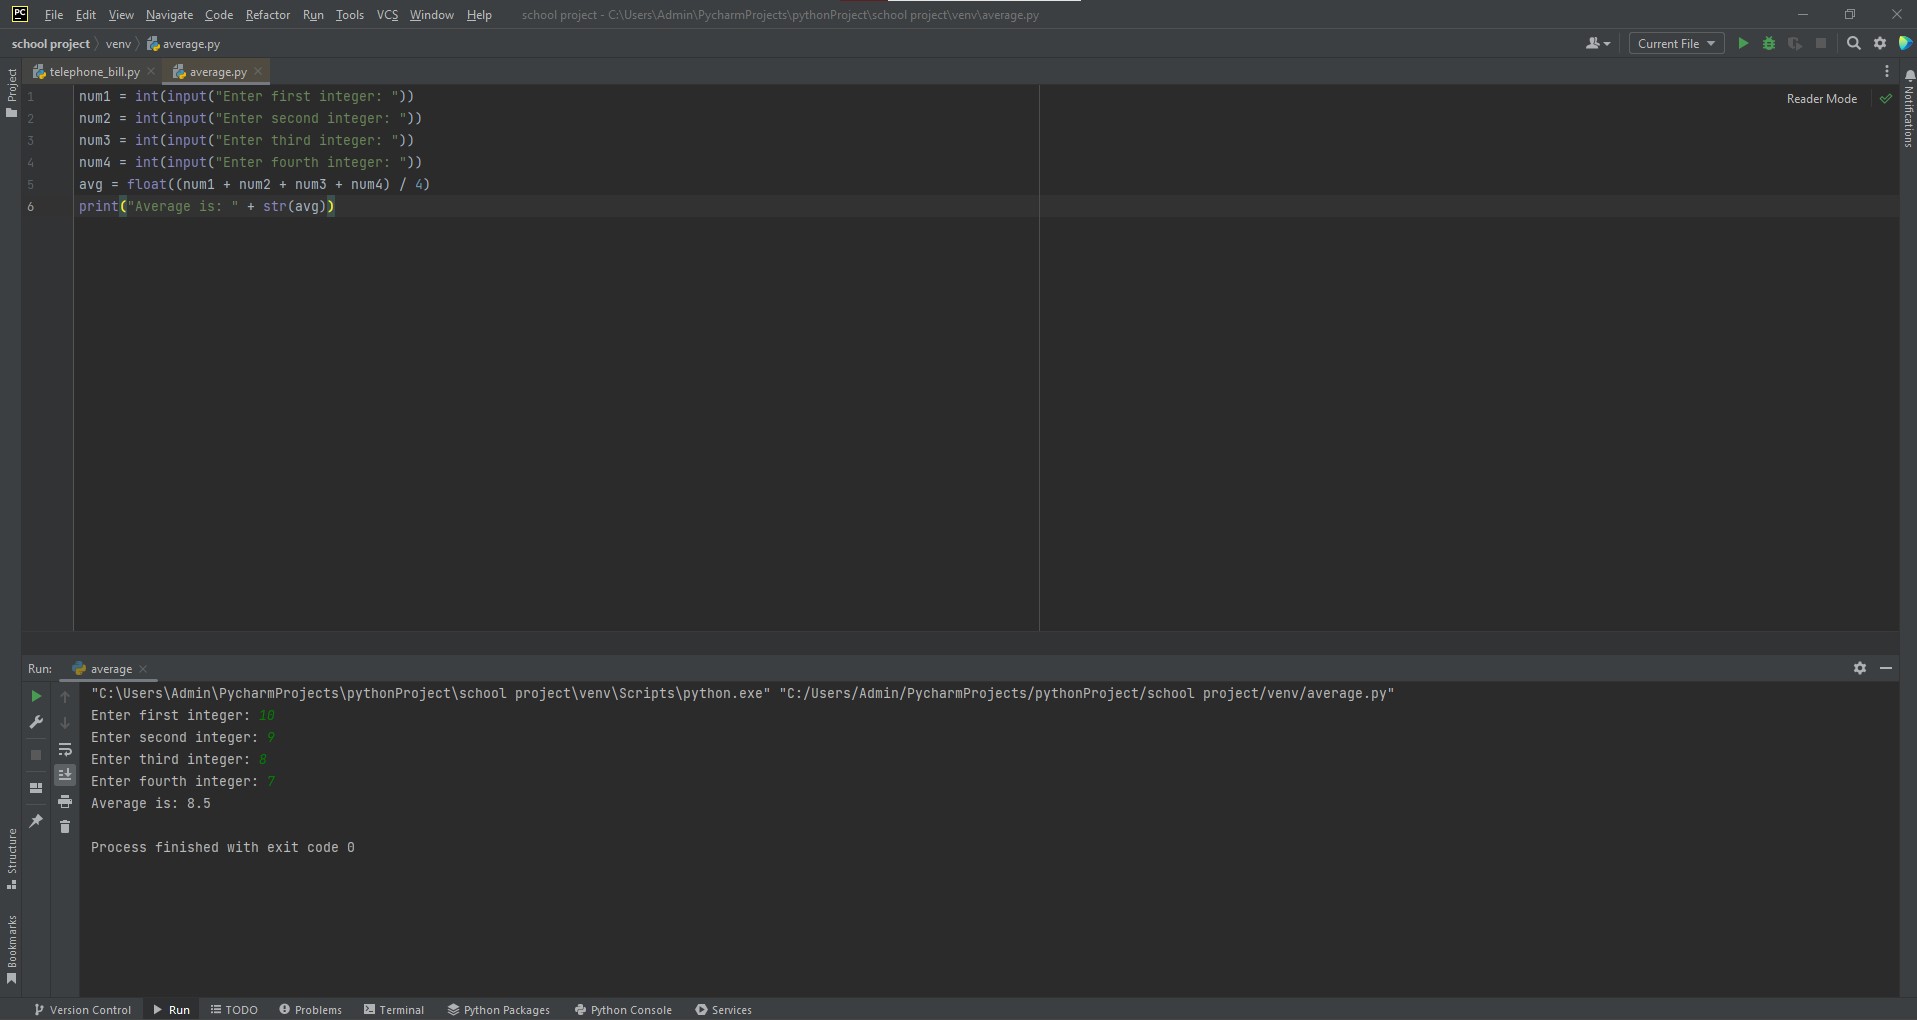 PC File Edit View Navigate Code Refactor Run Tools VCS Window Help school project - C:\Users\Admin\PycharmProjects\pythonProject\school project\venv\average.py
school project venv average.py Current File
Project
telephone_bill.py average.py
Notifications
Reader Mode
1 num1 = int(input("Enter first integer: "))
2 num2 = int(input("Enter second integer: "))
3 num3 = int(input("Enter third integer: "))
4 num4 = int(input("Enter fourth integer: "))
5 avg = float((num1 + num2 + num3 + num4) / 4)
6 print("Average is: " + str(avg))
Run: average
"C:\Users\Admin\PycharmProjects\pythonProject\school project\venv\Scripts\python.exe" "C:/Users/Admin/PycharmProjects/pythonProject/school project/venv/average.py"
Enter first integer: 10
Enter second integer: 9
Enter third integer: 8
Enter fourth integer: 7
Average is: 8.5
Process finished with exit code 0
Structure
Bookmarks
Version Control Run TODO Problems Terminal Python Packages Python Console Services